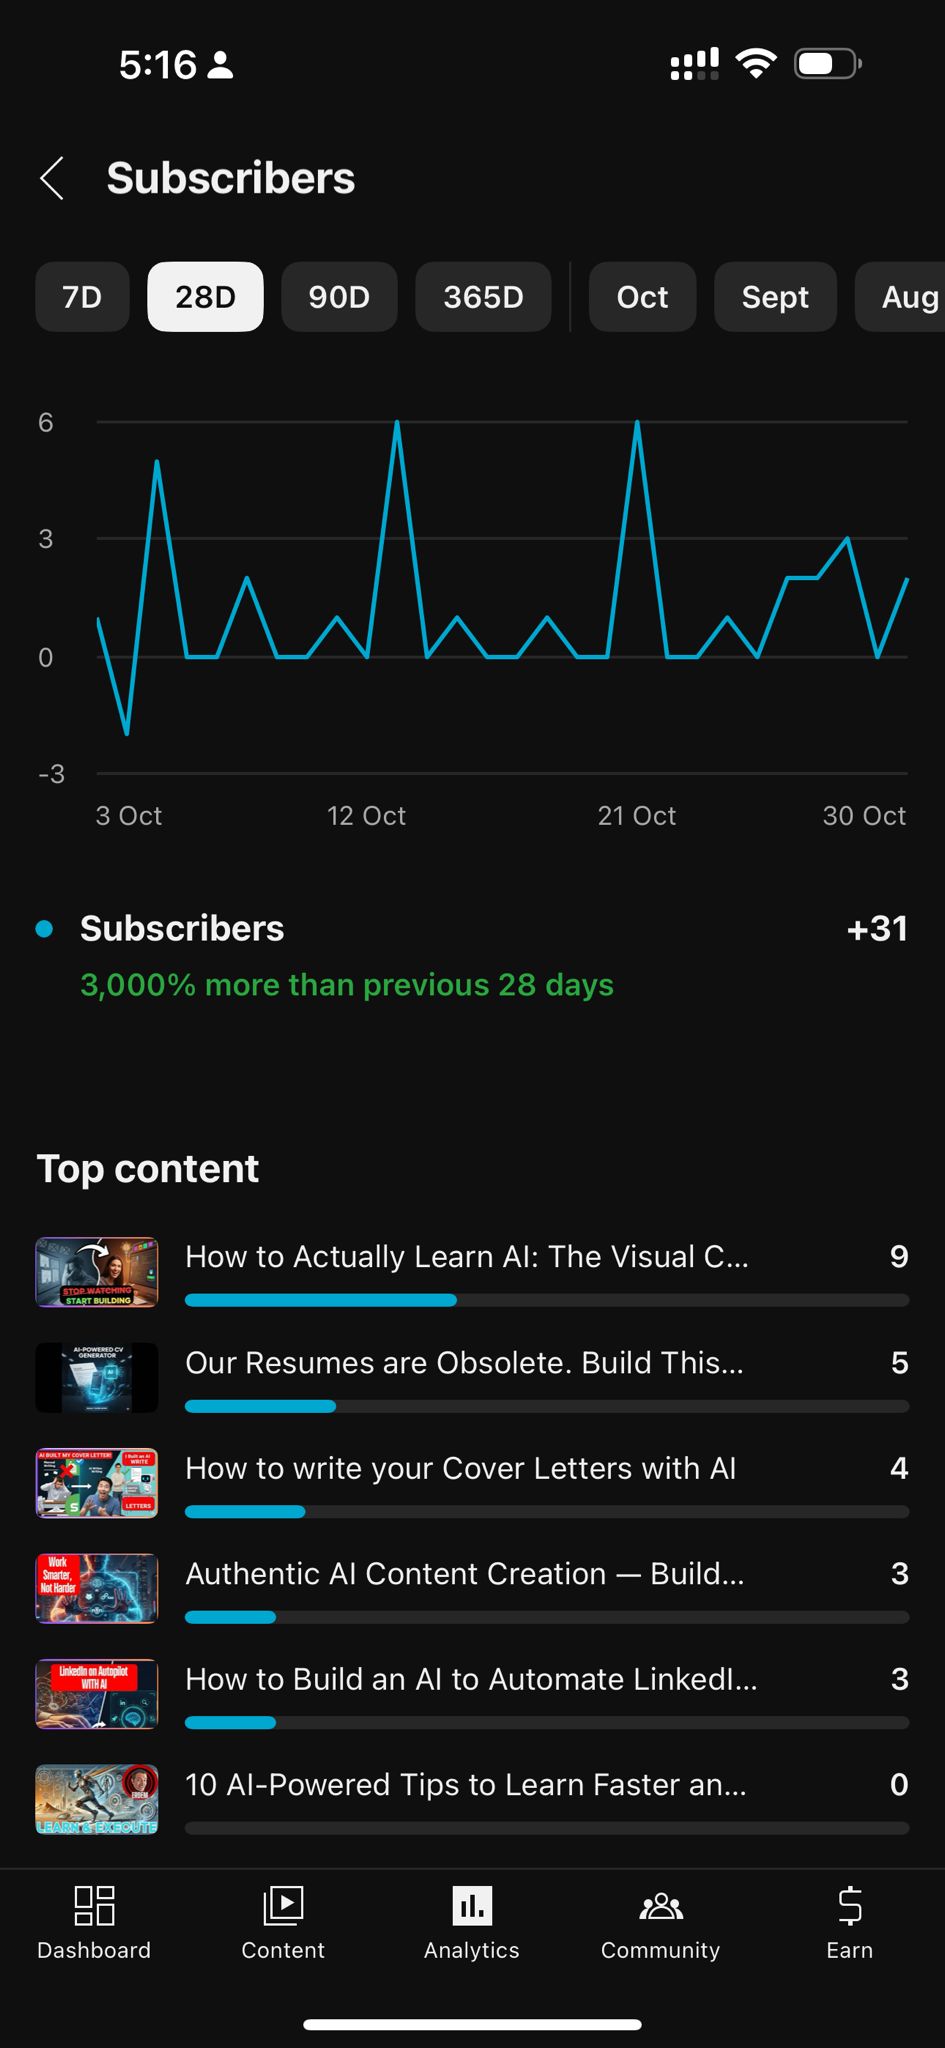 5:16
Subscribers
7D 28D 90D 365D Oct Sept Aug
6
3
0
-3
3 Oct 12 Oct 21 Oct 30 Oct
Subscribers +31
3,000% more than previous 28 days
Top content
STOP WATCHING
START BUILDING
How to Actually Learn AI: The Visual C... 9
AI-POWERED CV
GENERATOR
Our Resumes are Obsolete. Build This... 5
AI BUILT MY COVER LETTER!
I Built an AI
WRITE
LETTERS
How to write your Cover Letters with AI 4
Work
Smarter,
Not Harder
Authentic AI Content Creation — Build... 3
LinkedIn on Autopilot
WITH AI
How to Build an AI to Automate LinkedI... 3
ERDEM
LEARN & EXECUTE
10 AI-Powered Tips to Learn Faster an... 0
Dashboard Content Analytics Community Earn